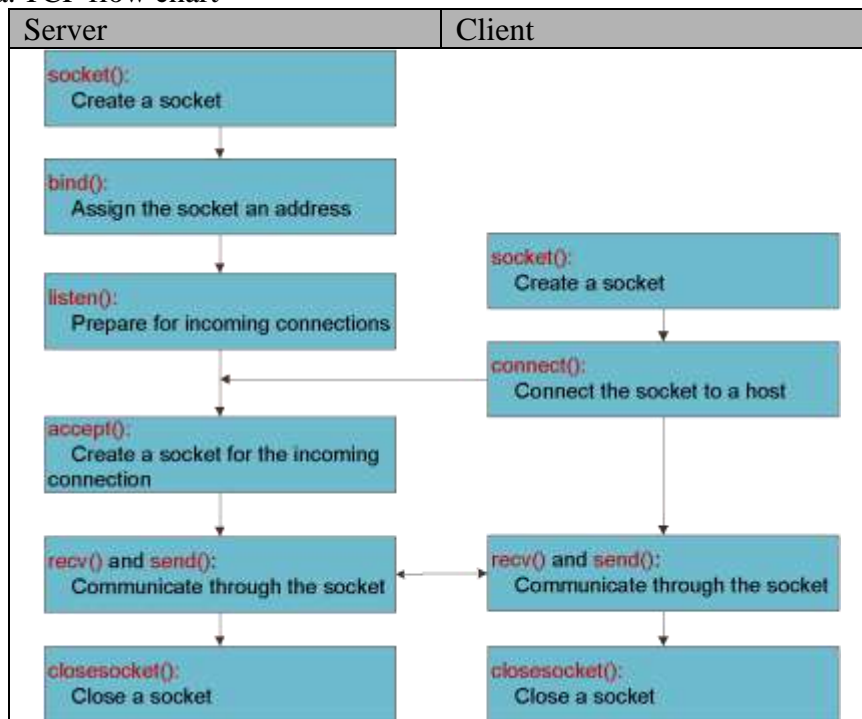 a. TCP flow chart
Server
Client
socket():
Create a socket
bind():
Assign the socket an address
listen():
Prepare for incoming connections
accept():
Create a socket for the incoming
connection
recv() and send():
Communicate through the socket
closesocket():
Close a socket
socket():
Create a socket
connect():
Connect the socket to a host
recv() and send():
Communicate through the socket
closesocket():
Close a socket